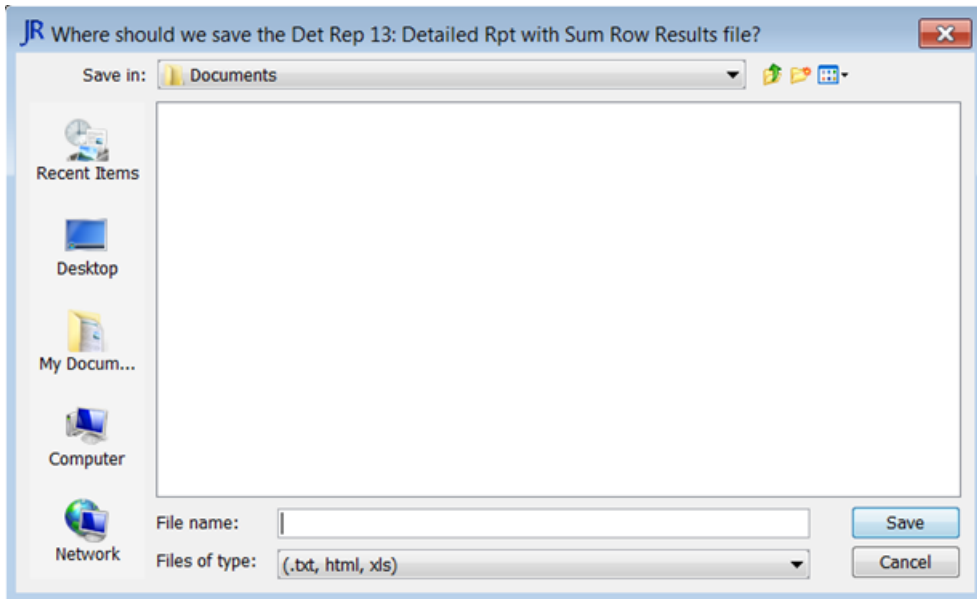 JR Where should we save the Det Rep 13: Detailed Rpt with Sum Row Results file?
Save in: Documents
Recent Items
Desktop
My Docum...
Computer
Network
File name:
Save
Files of type: (.txt, html, xls)
Cancel